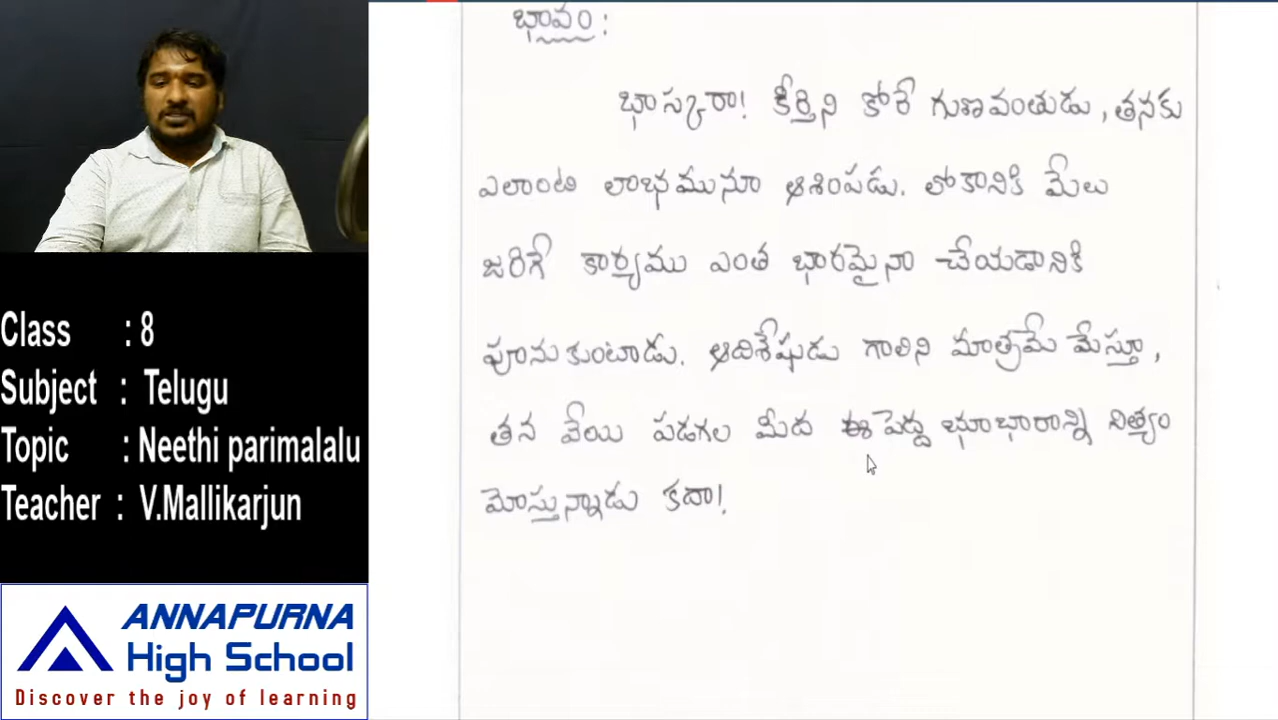 భావం:
భాస్కరా! కీర్తిని కోరే గుణవంతుడు, తనకు
ఎలాంటి లాభమునూ ఆశింపడు. లోకానికి మేలు
జరిగే కార్యము ఎంత భారమైనా చేయడానికి
పూనుకుంటాడు. ఆదిశేషుడు గాలిని మాత్రమే మేస్తూ,
తన వేయి పడగల మీద ఈ పెద్ద భూభారాన్ని నిత్యం
మోస్తున్నాడు కదా!
Class : 8
Subject : Telugu
Topic : Neethi parimalalu
Teacher : V.Mallikarjun
ANNAPURNA
High School
Discover the joy of learning